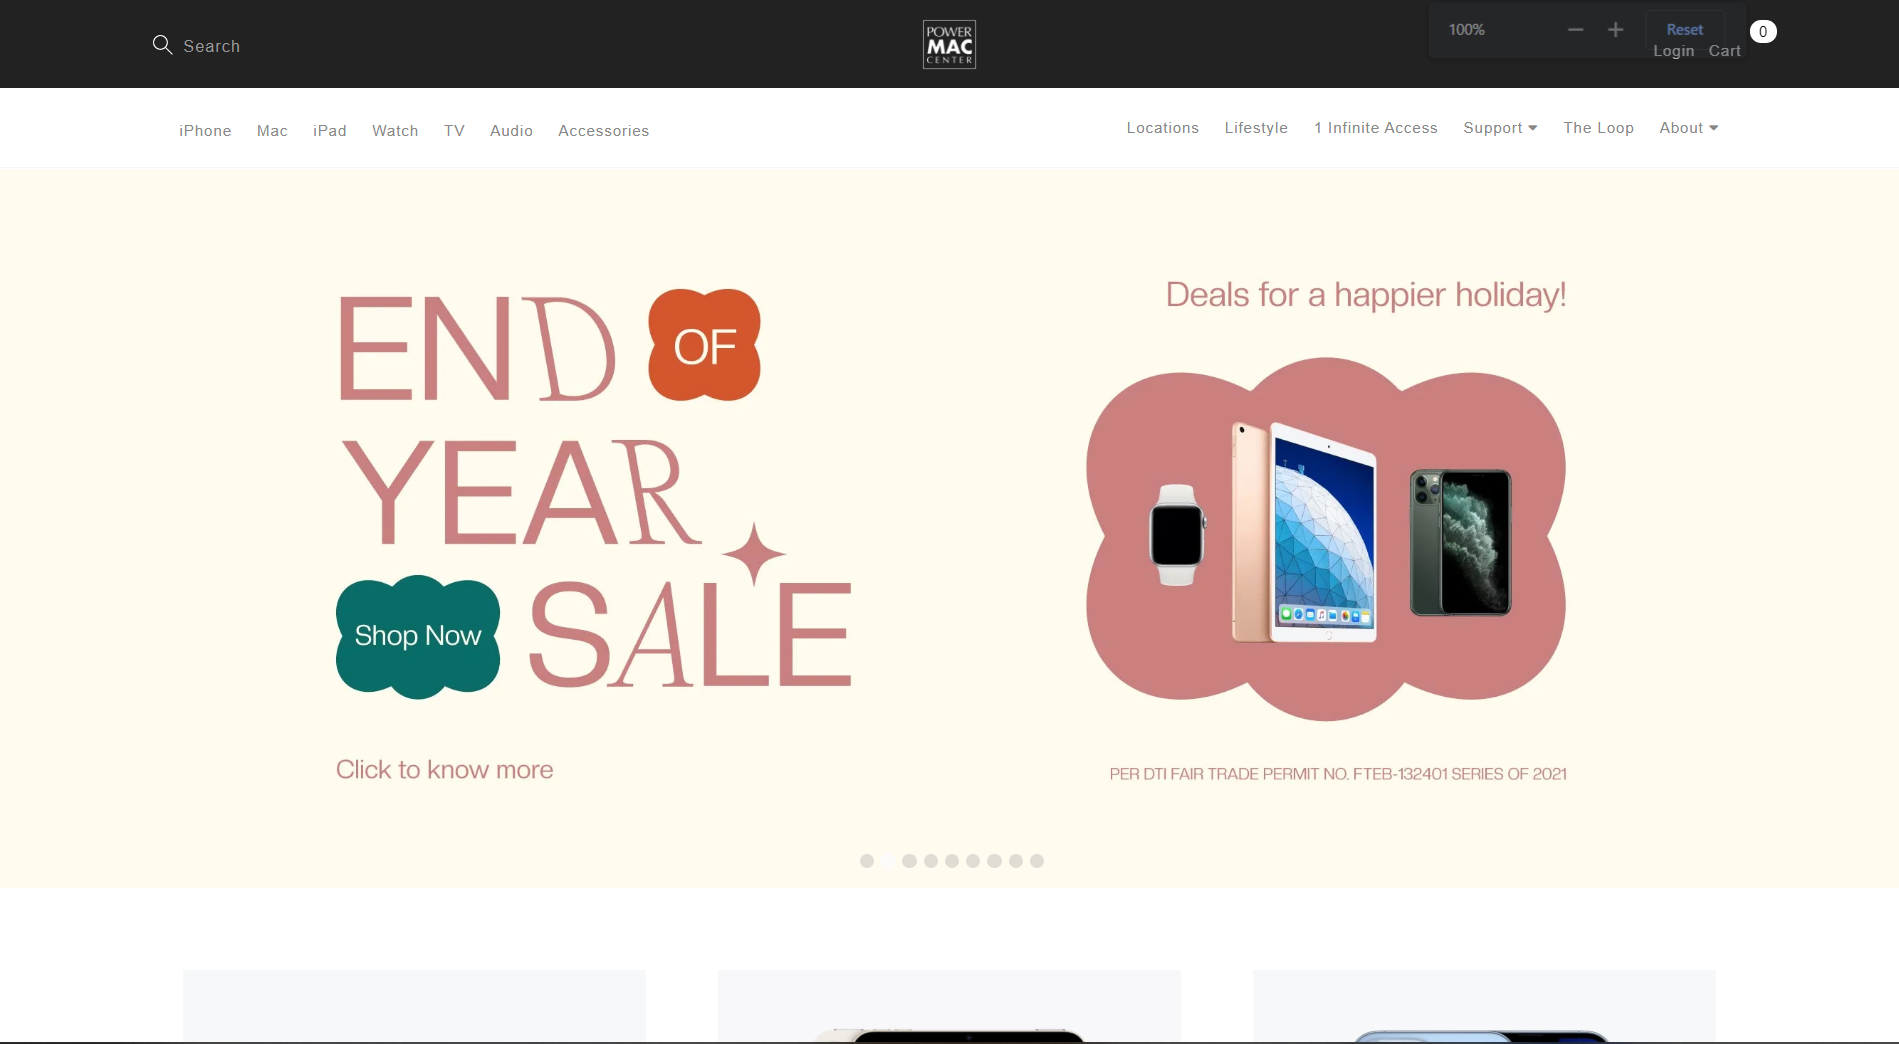 Search
POWER
MAC
CENTER
100%
Reset
Login Cart 0
iPhone Mac iPad Watch TV Audio Accessories
Locations Lifestyle 1 Infinite Access Support The Loop About
END OF
YEAR
Shop Now SALE
Click to know more
Deals for a happier holiday!
PER DTI FAIR TRADE PERMIT NO. FTEB-132401 SERIES OF 2021